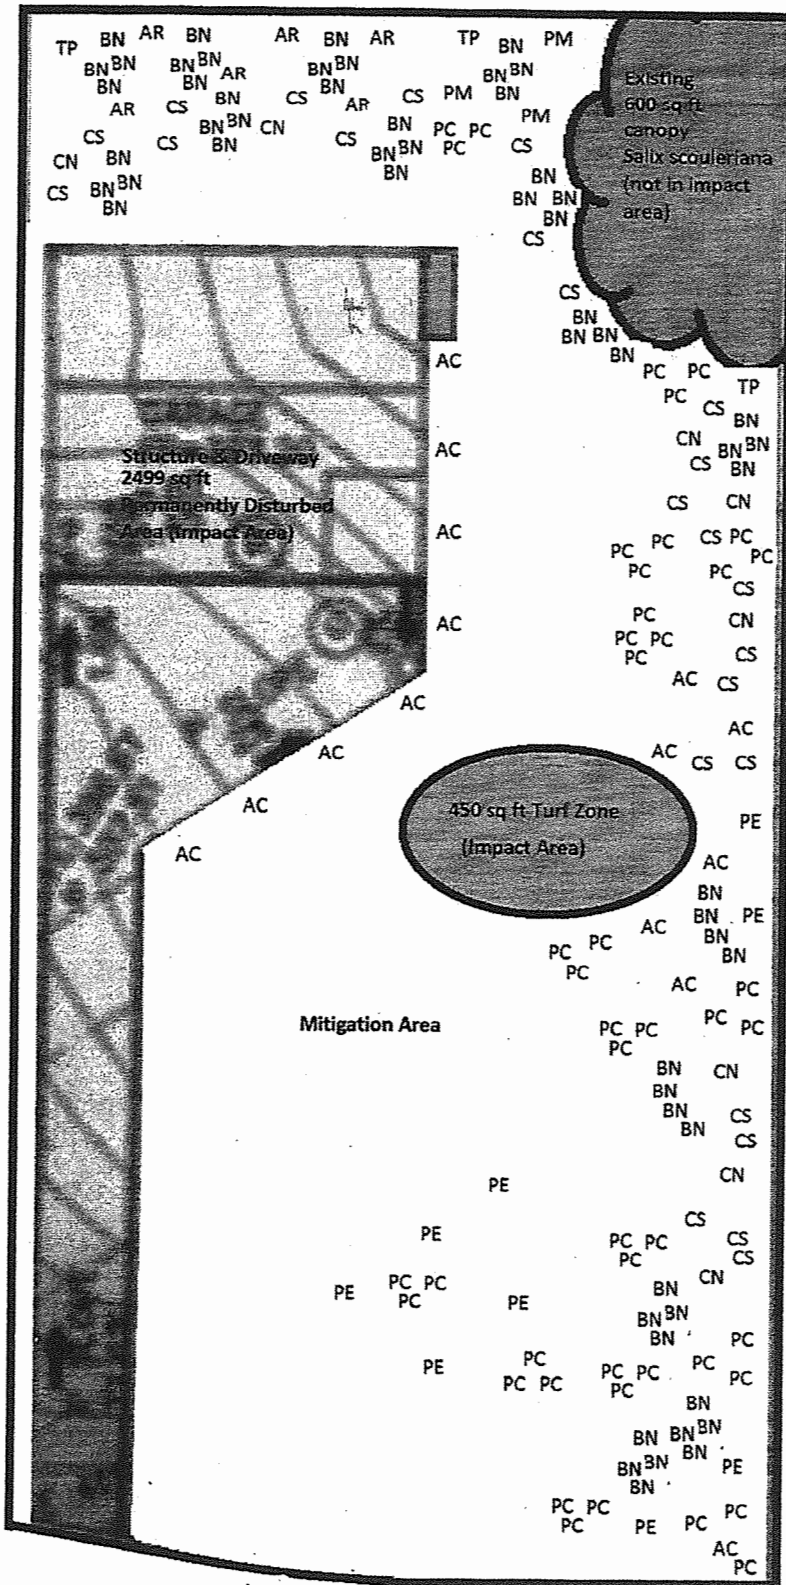 TP BN AR BN AR BN AR TP BN PM
BN BN BN BN AR BN BN BN BN
BN BN BN BN
AR CS BN CS AR CS PM PM
CS CS BN BN CN CS BN PC PC CS
CN BN BN BN BN PC
CS BN BN BN BN
BN BN BN
BN
CS
Existing
600 sq ft
canopy
Salix scouleriana
(not in impact
area)
CS
BN
BN BN
BN
AC PC PC TP
PC CS BN
AC CN BN BN
CS BN
Structure & Driveway
2499 sq ft
Permanently Disturbed
Area (Impact Area)
CS CN
AC PC PC CS PC PC
PC PC CS
AC PC CN
PC PC
PC CS
AC AC CS
AC AC
AC CS CS
AC
450 sq ft Turf Zone
(Impact Area)
PE
AC AC
BN
BN PE
AC BN
PC PC BN
PC
AC PC
Mitigation Area
PC PC PC PC
PC
BN CN
BN
BN CS
BN CS
PE CN
PE PC PC CS CS
PC CS
PE PC PC BN CN
PC PE BN BN
BN PC
PE PC PC PC PC
PC PC PC PC
BN
BN BN BN
BN BN BN PE
BN
PC PC PC
PC PE PC
AC
PC